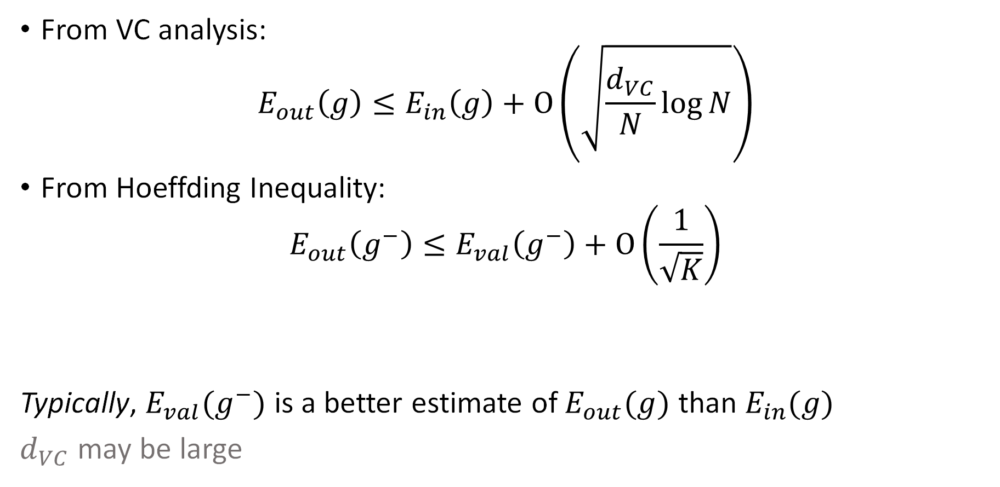 • From VC analysis:
$E_{out}(g) \leq E_{in}(g) + \mathrm{O}\left(\sqrt{\frac{d_{VC}}{N} \log N}\right)$
• From Hoeffding Inequality:
$E_{out}(g^-) \leq E_{val}(g^-) + \mathrm{O}\left(\frac{1}{\sqrt{K}}\right)$
Typically, $E_{val}(g^-)$ is a better estimate of $E_{out}(g)$ than $E_{in}(g)$
$d_{VC}$ may be large